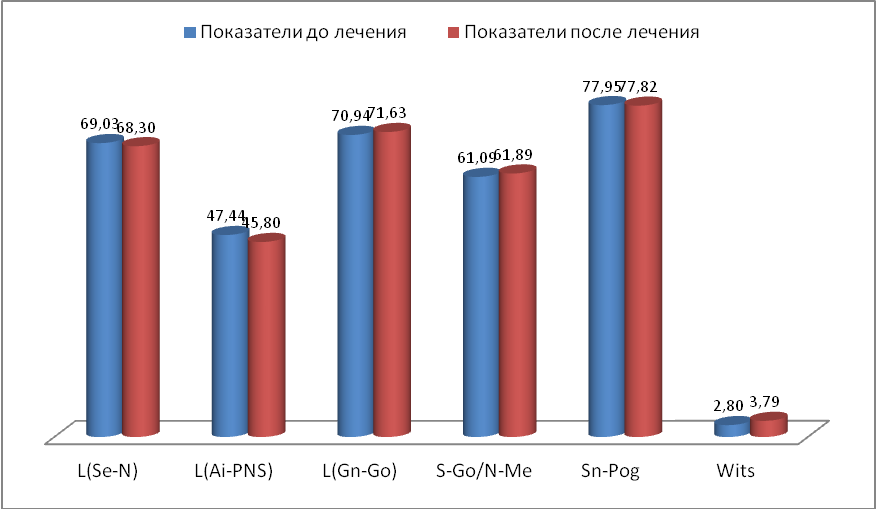 Показатели до лечения Показатели после лечения
77,95 77,82
69,03 68,30 70,94 71,63
61,09 61,89
47,44 45,80
2,80 3,79
L(Se-N) L(Ai-PNS) L(Gn-Go) S-Go/N-Me Sn-Pog Wits